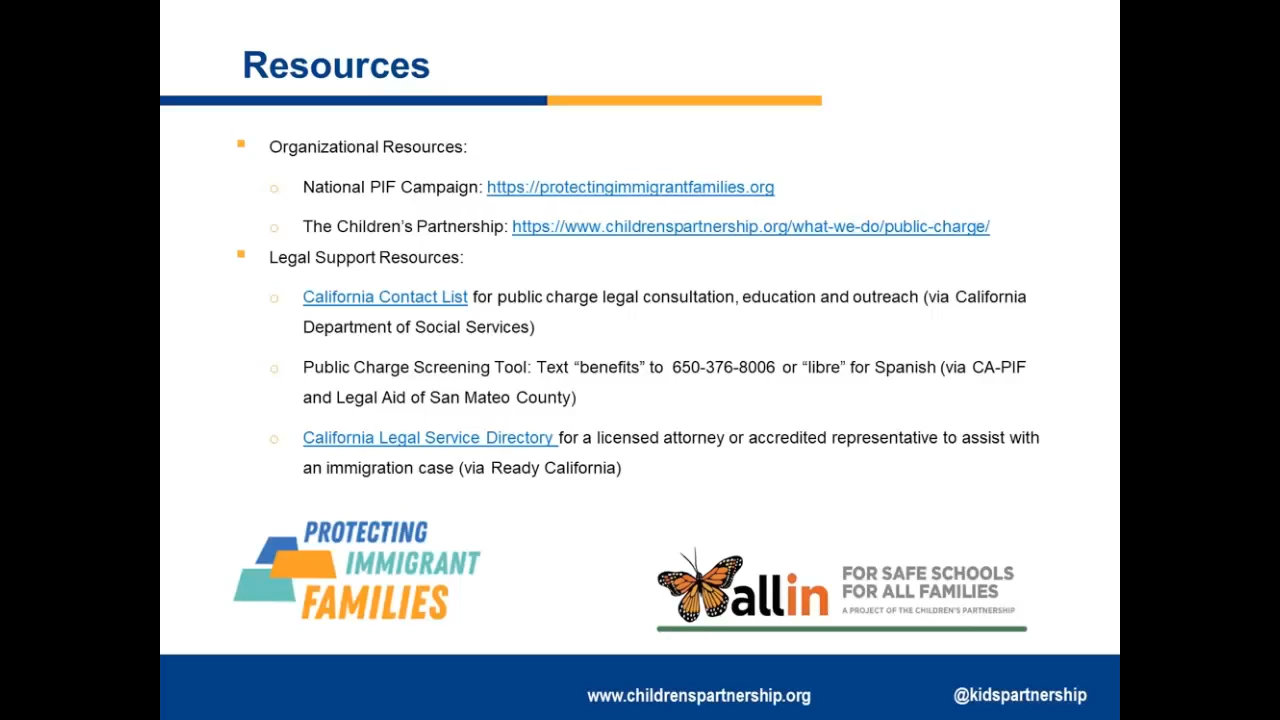 Resources
Organizational Resources:
National PIF Campaign: https://protectingimmigrantfamilies.org
The Children's Partnership: https://www.childrenspartnership.org/what-we-do/public-charge/
Legal Support Resources:
California Contact List for public charge legal consultation, education and outreach (via California
Department of Social Services)
Public Charge Screening Tool: Text “benefits” to 650-376-8006 or “libre” for Spanish (via CA-PIF
and Legal Aid of San Mateo County)
California Legal Service Directory for a licensed attorney or accredited representative to assist with
an immigration case (via Ready California)
PROTECTING
IMMIGRANT
FAMILIES
allin
FOR SAFE SCHOOLS
FOR ALL FAMILIES
A PROJECT OF THE CHILDREN'S PARTNERSHIP
www.childrenspartnership.org
@kidspartnership